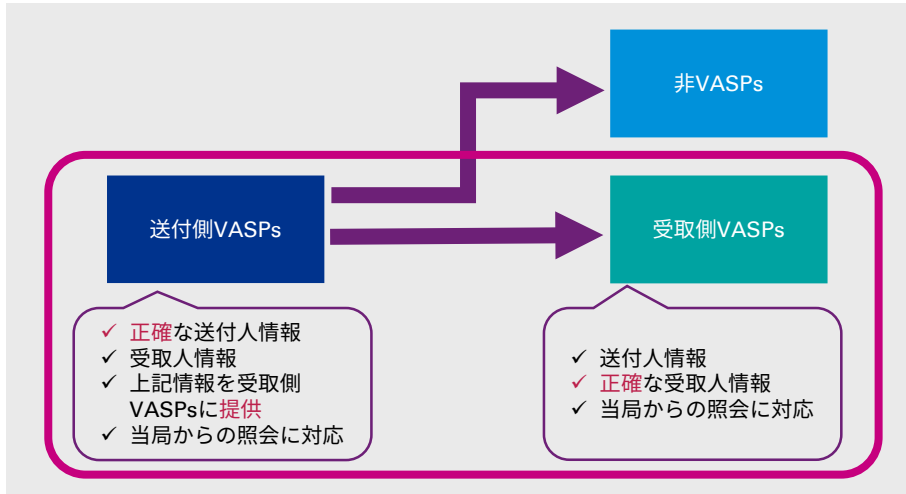 非VASPs
送付側VASPs
受取側VASPs
✓ 正確な送付人情報
✓ 受取人情報
✓ 上記情報を受取側
VASPsに提供
✓ 当局からの照会に対応
✓ 送付人情報
✓ 正確な受取人情報
✓ 当局からの照会に対応